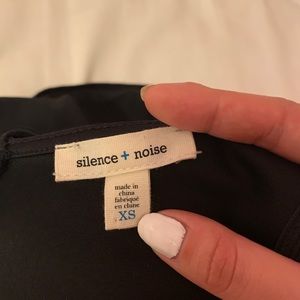 silence + noise
made in
china
fabriqué
en chine
XS